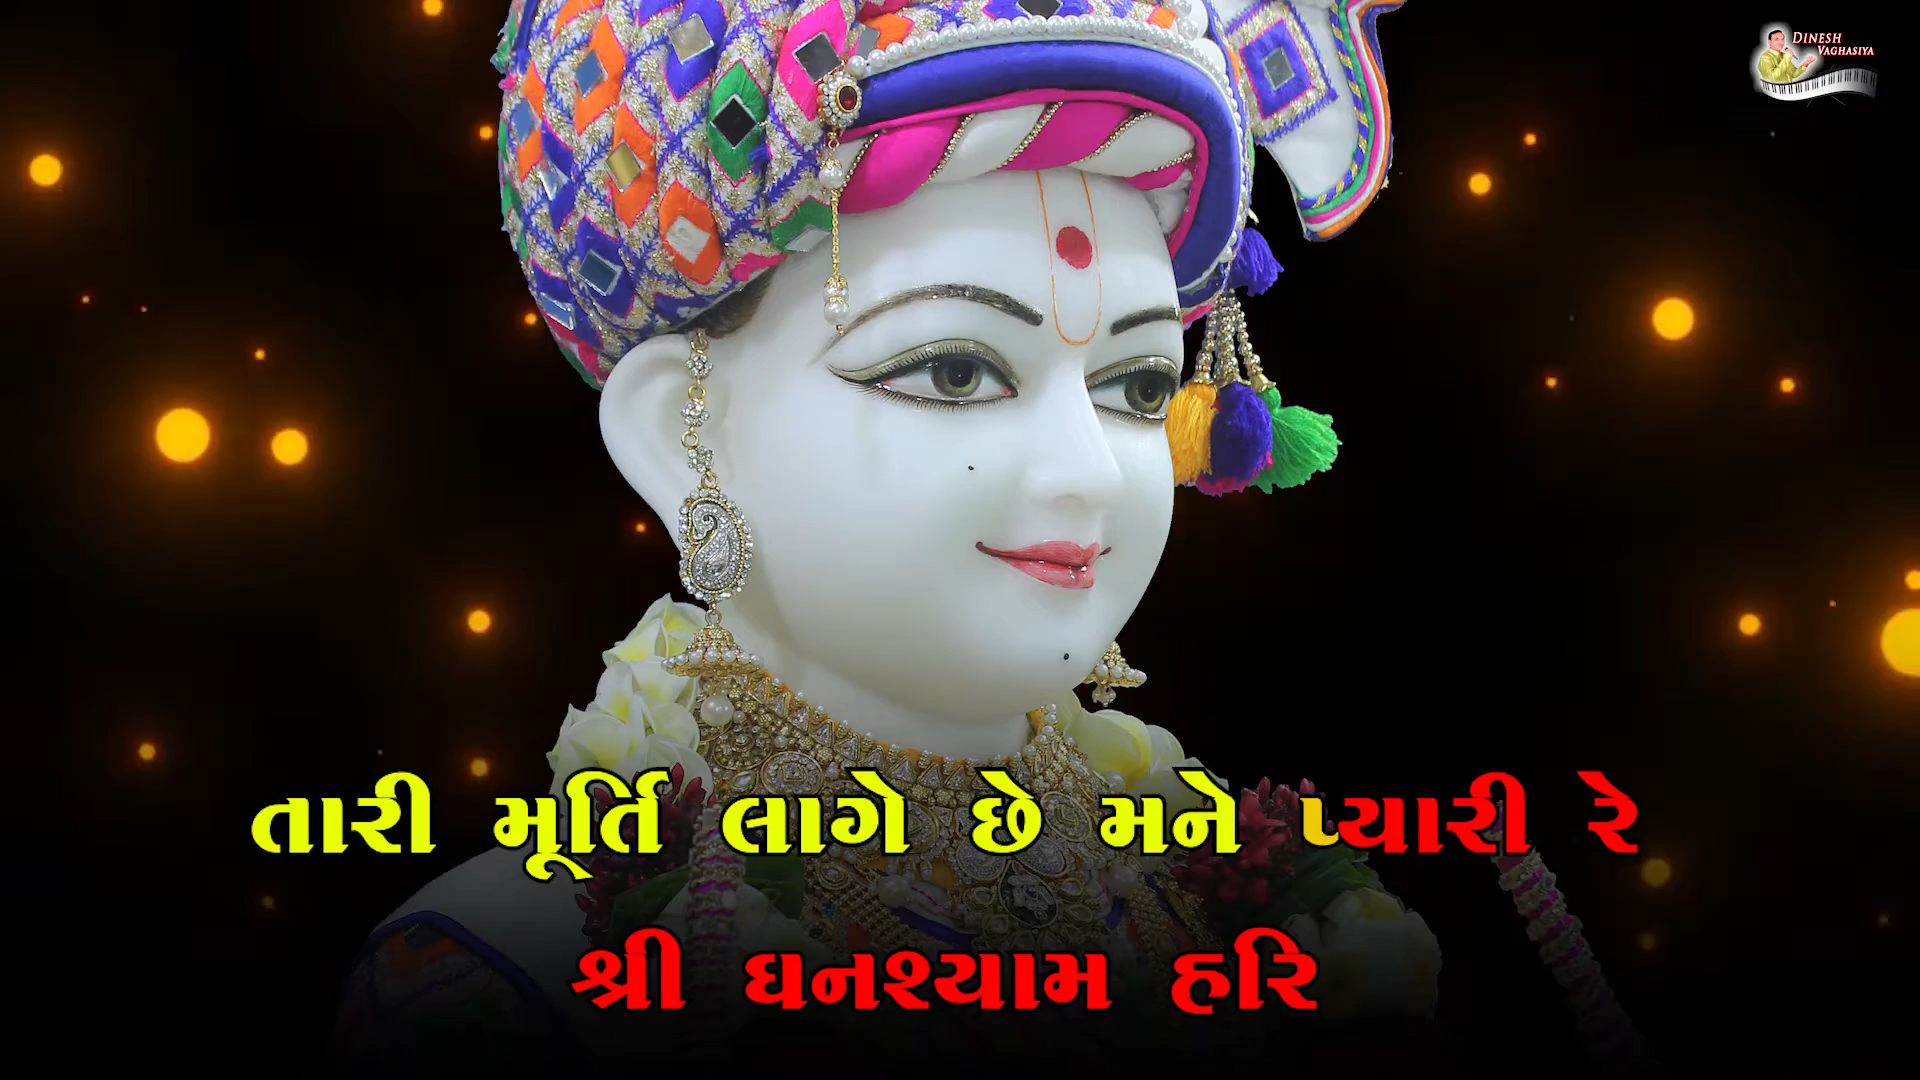 DINESH
VAGHASIYA
તારી મૂર્તિ લાગે છે મને પ્યારી રે
શ્રી ઘનશ્યામ હરિ